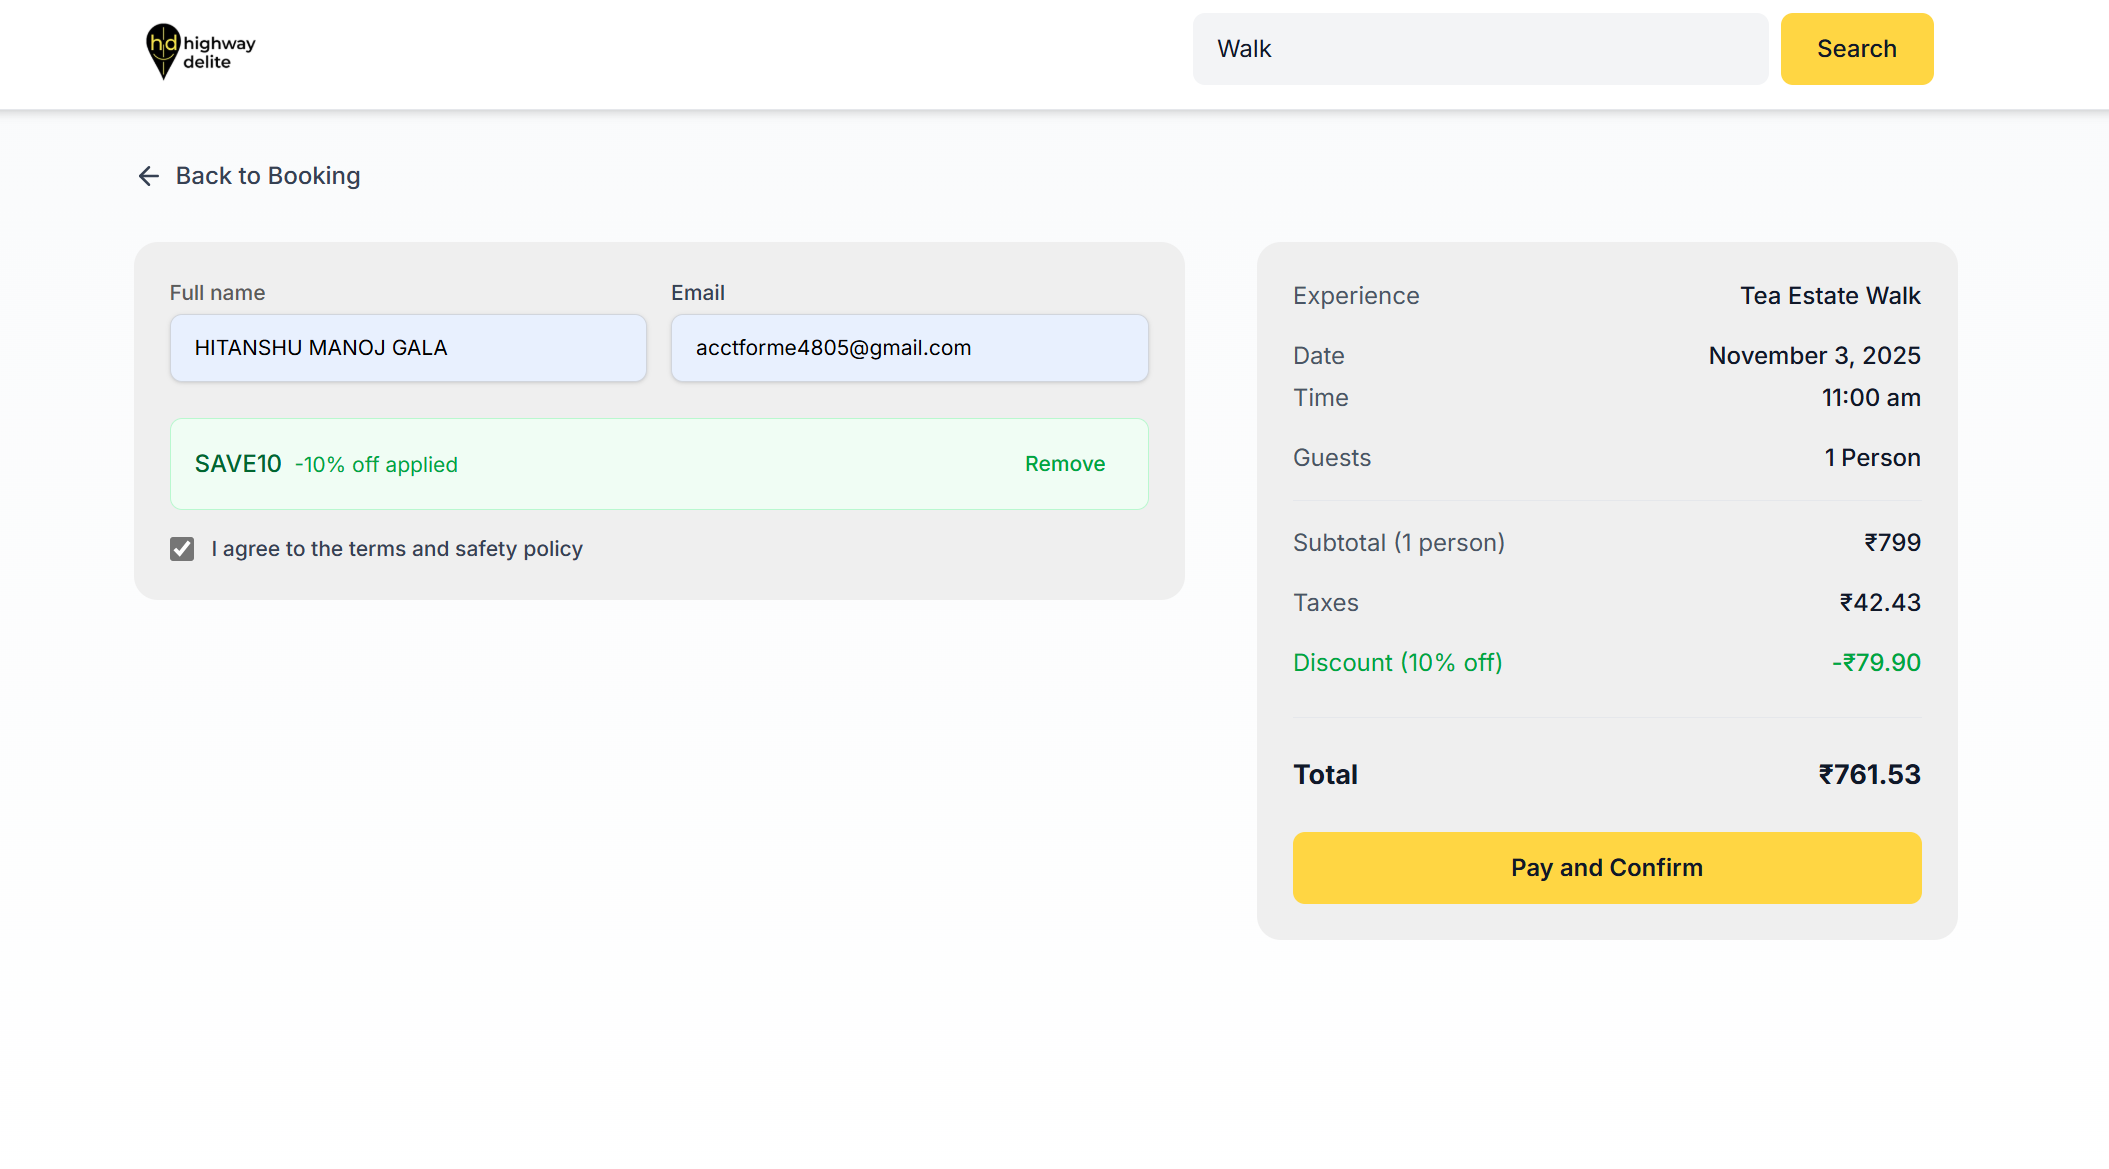 hd highway
delite
Walk
Search
Back to Booking
Full name
Email
HITANSHU MANOJ GALA
acctforme4805@gmail.com
SAVE10 -10% off applied
Remove
I agree to the terms and safety policy
Experience Tea Estate Walk
Date November 3, 2025
Time 11:00 am
Guests 1 Person
Subtotal (1 person) ₹799
Taxes ₹42.43
Discount (10% off) -₹79.90
Total ₹761.53
Pay and Confirm